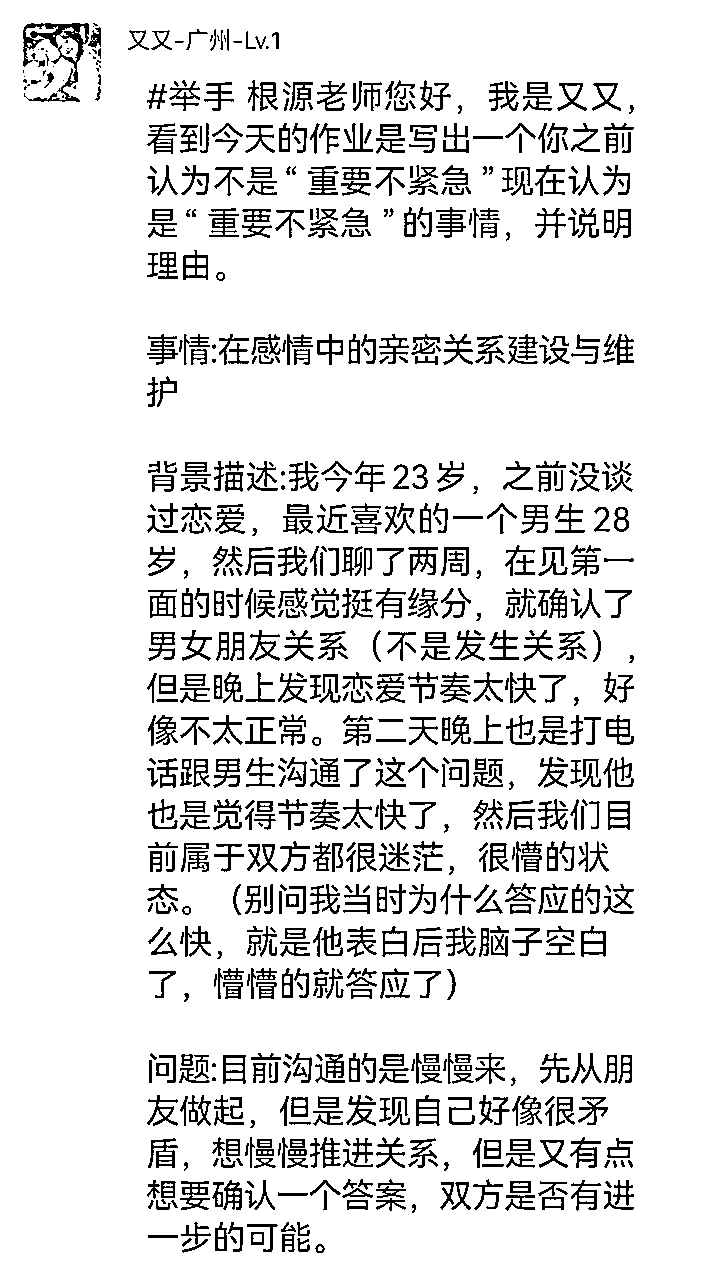 又又-广州-Lv.1
#举手 根源老师您好，我是又又，
看到今天的作业是写出一个你之前
认为不是“重要不紧急”现在认为
是“重要不紧急”的事情，并说明
理由。
事情:在感情中的亲密关系建设与维
护
背景描述:我今年23岁，之前没谈
过恋爱，最近喜欢的一个男生28
岁，然后我们聊了两周，在见第一
面的时候感觉挺有缘分，就确认了
男女朋友关系（不是发生关系），
但是晚上发现恋爱节奏太快了，好
像不太正常。第二天晚上也是打电
话跟男生沟通了这个问题，发现他
也是觉得节奏太快了，然后我们目
前属于双方都很迷茫，很懵的状
态。（别问我当时为什么答应的这
么快，就是他表白后我脑子空白
了，懵懵的就答应了）
问题:目前沟通的是慢慢来，先从朋
友做起，但是发现自己好像很矛
盾，想慢慢推进关系，但是又有点
想要确认一个答案，双方是否有进
一步的可能。